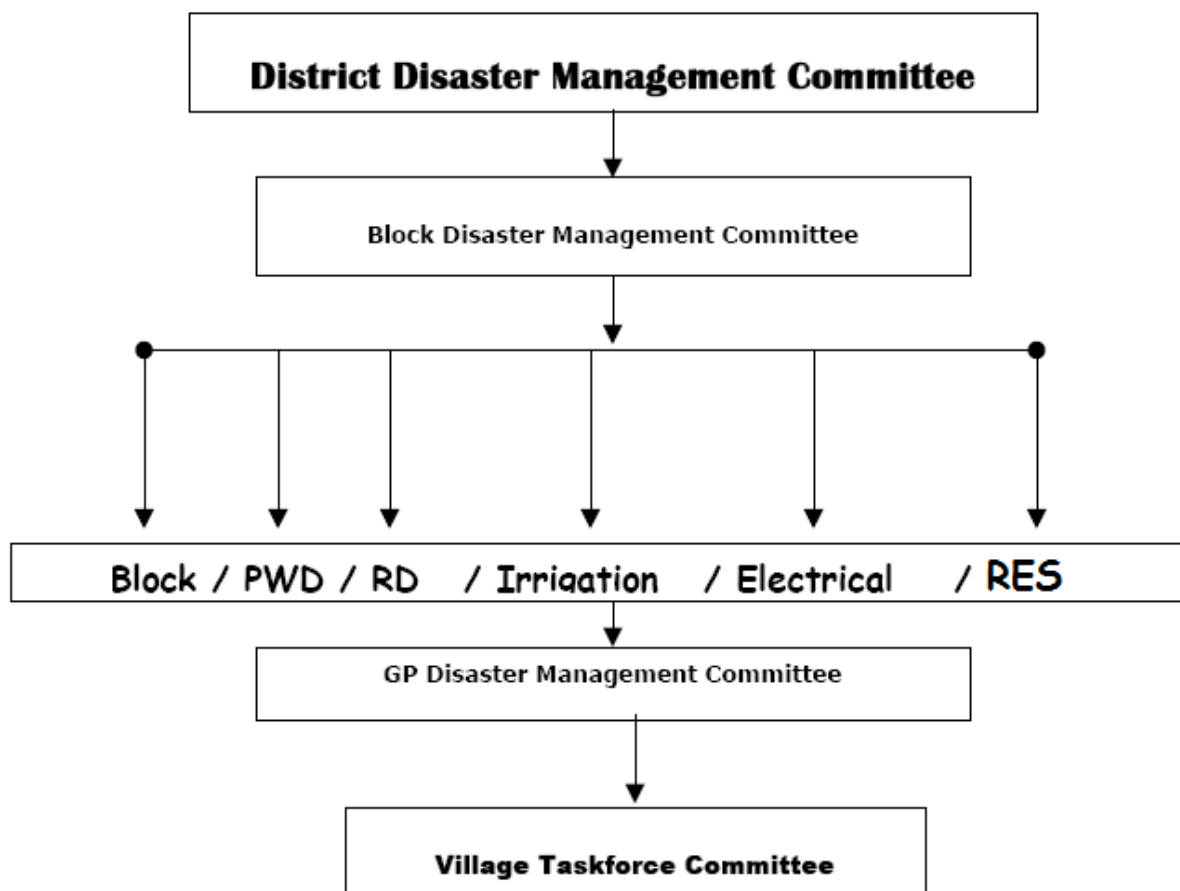 District Disaster Management Committee
Block Disaster Management Committee
Block / PWD / RD / Irrigation / Electrical / RES
GP Disaster Management Committee
Village Taskforce Committee